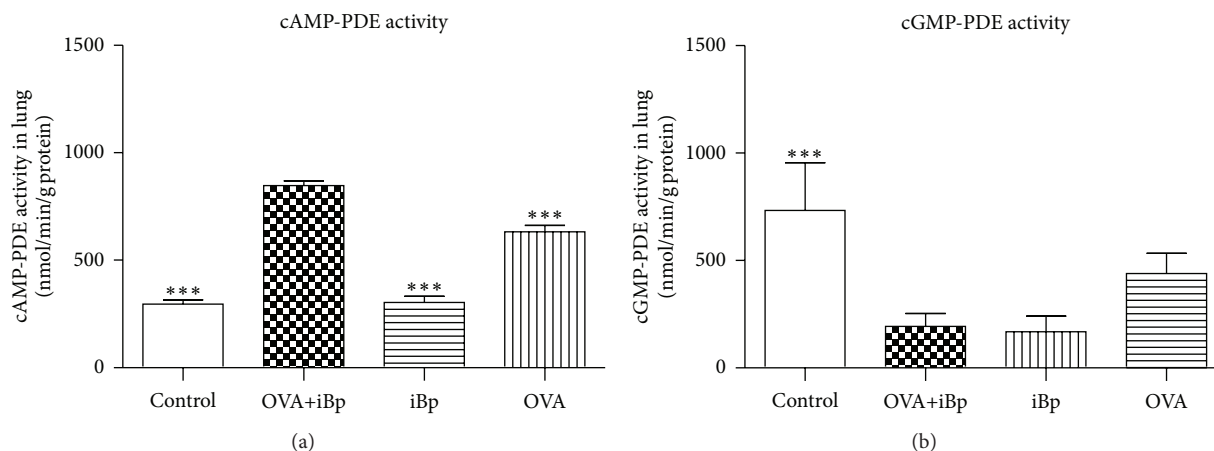 cAMP-PDE activity
cAMP-PDE activity in lung
(nmol/min/g protein)
1500
1000
500
0
***
***
***
Control
OVA+iBp
iBp
OVA
(a)
cGMP-PDE activity
cGMP-PDE activity in lung
(nmol/min/g protein)
1500
1000
500
0
***
Control
OVA+iBp
iBp
OVA
(b)